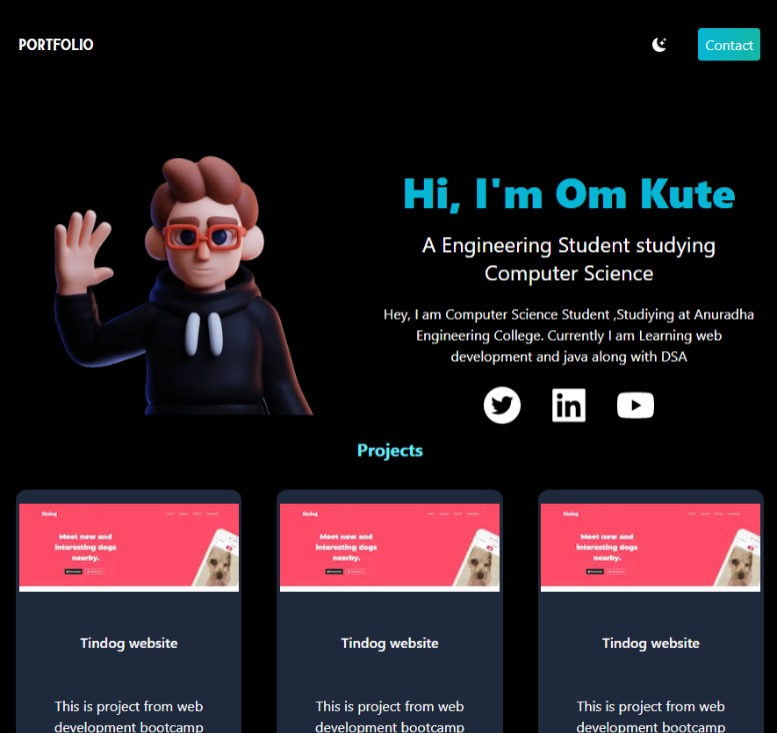 PORTFOLIO
Contact
Hi, I'm Om Kute
A Engineering Student studying
Computer Science
Hey, I am Computer Science Student ,Studiying at Anuradha
Engineering College. Currently I am Learning web
development and java along with DSA
in
Projects
tindog
Meet new and
interesting dogs
nearby.
tindog
Meet new and
interesting dogs
nearby.
tindog
Meet new and
interesting dogs
nearby.
Tindog website
Tindog website
Tindog website
This is project from web
development bootcamp
This is project from web
development bootcamp
This is project from web
development bootcamp